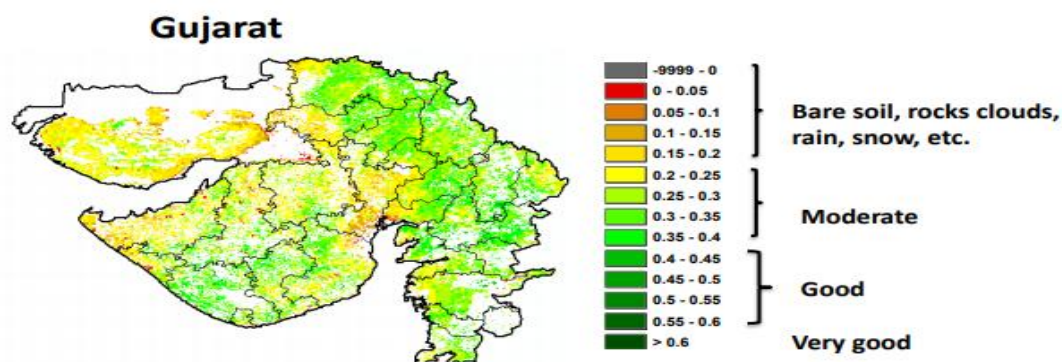 Gujarat
-9999 - 0
0 - 0.05
0.05 - 0.1
0.1 - 0.15
0.15 - 0.2
0.2 - 0.25
0.25 - 0.3
0.3 - 0.35
0.35 - 0.4
0.4 - 0.45
0.45 - 0.5
0.5 - 0.55
0.55 - 0.6
> 0.6
Bare soil, rocks clouds,
rain, snow, etc.
Moderate
Good
Very good